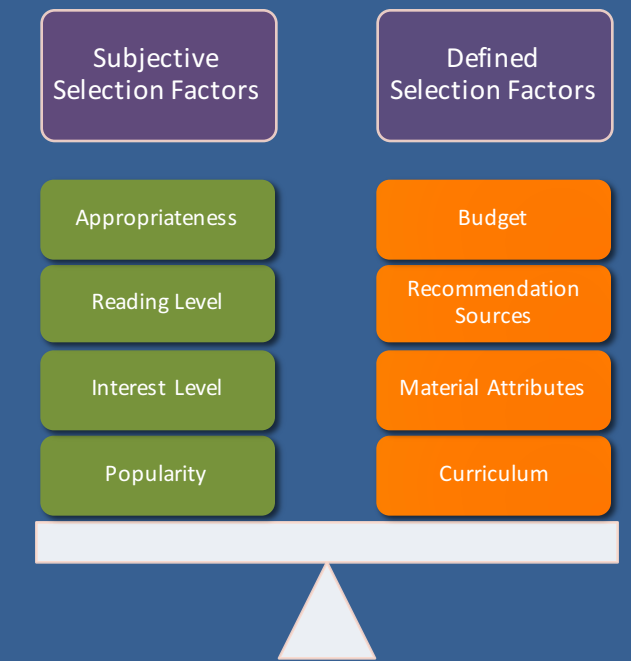 Subjective
Selection Factors
Defined
Selection Factors
Appropriateness
Reading Level
Interest Level
Popularity
Budget
Recommendation
Sources
Material Attributes
Curriculum